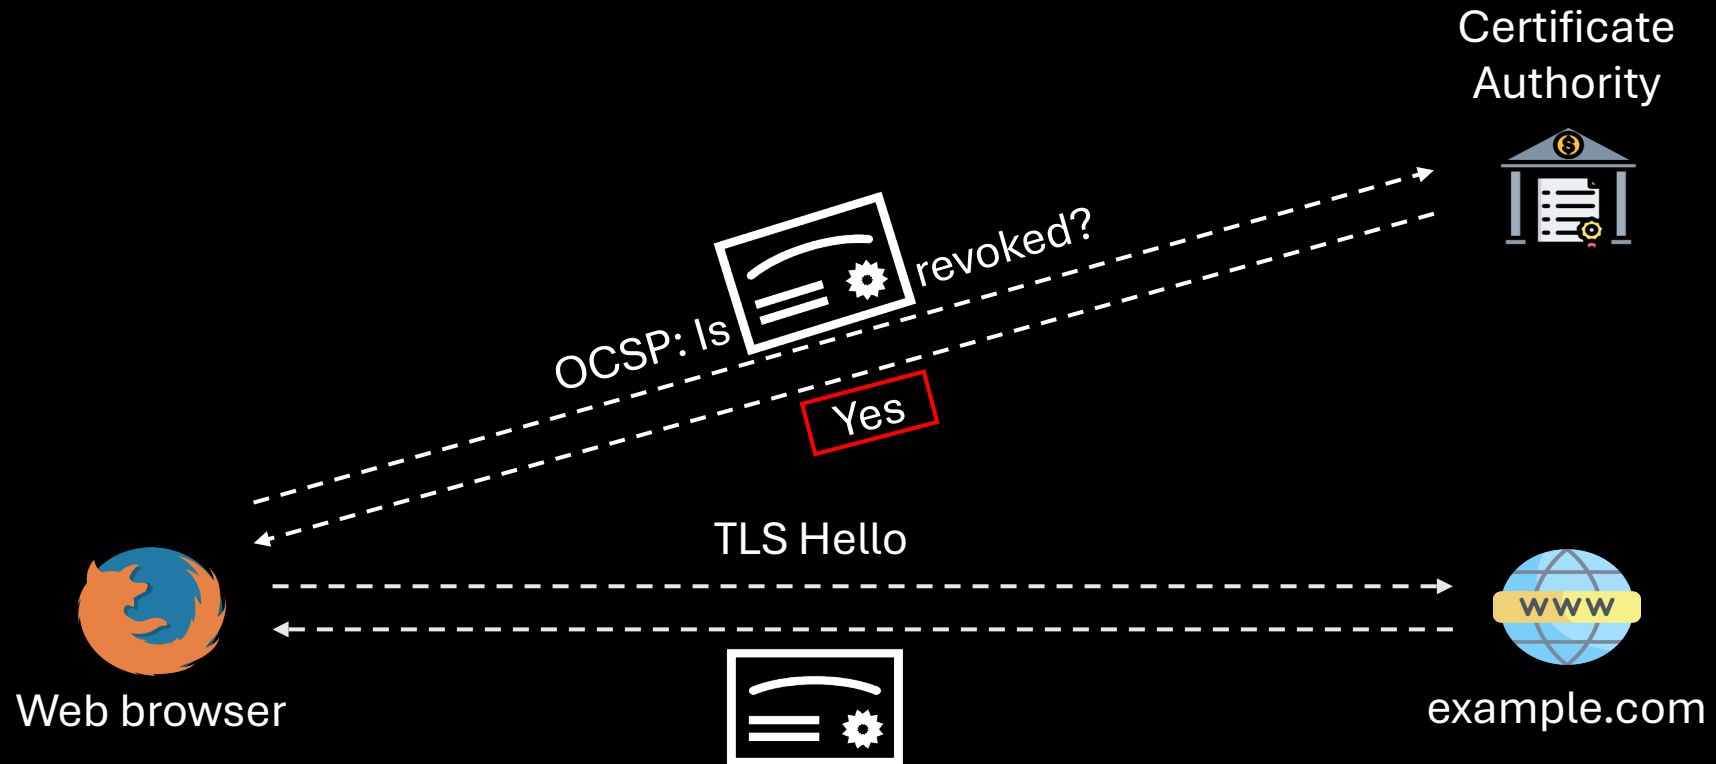 Certificate
Authority
OCSP: Is revoked?
Yes
TLS Hello
www
Web browser
example.com